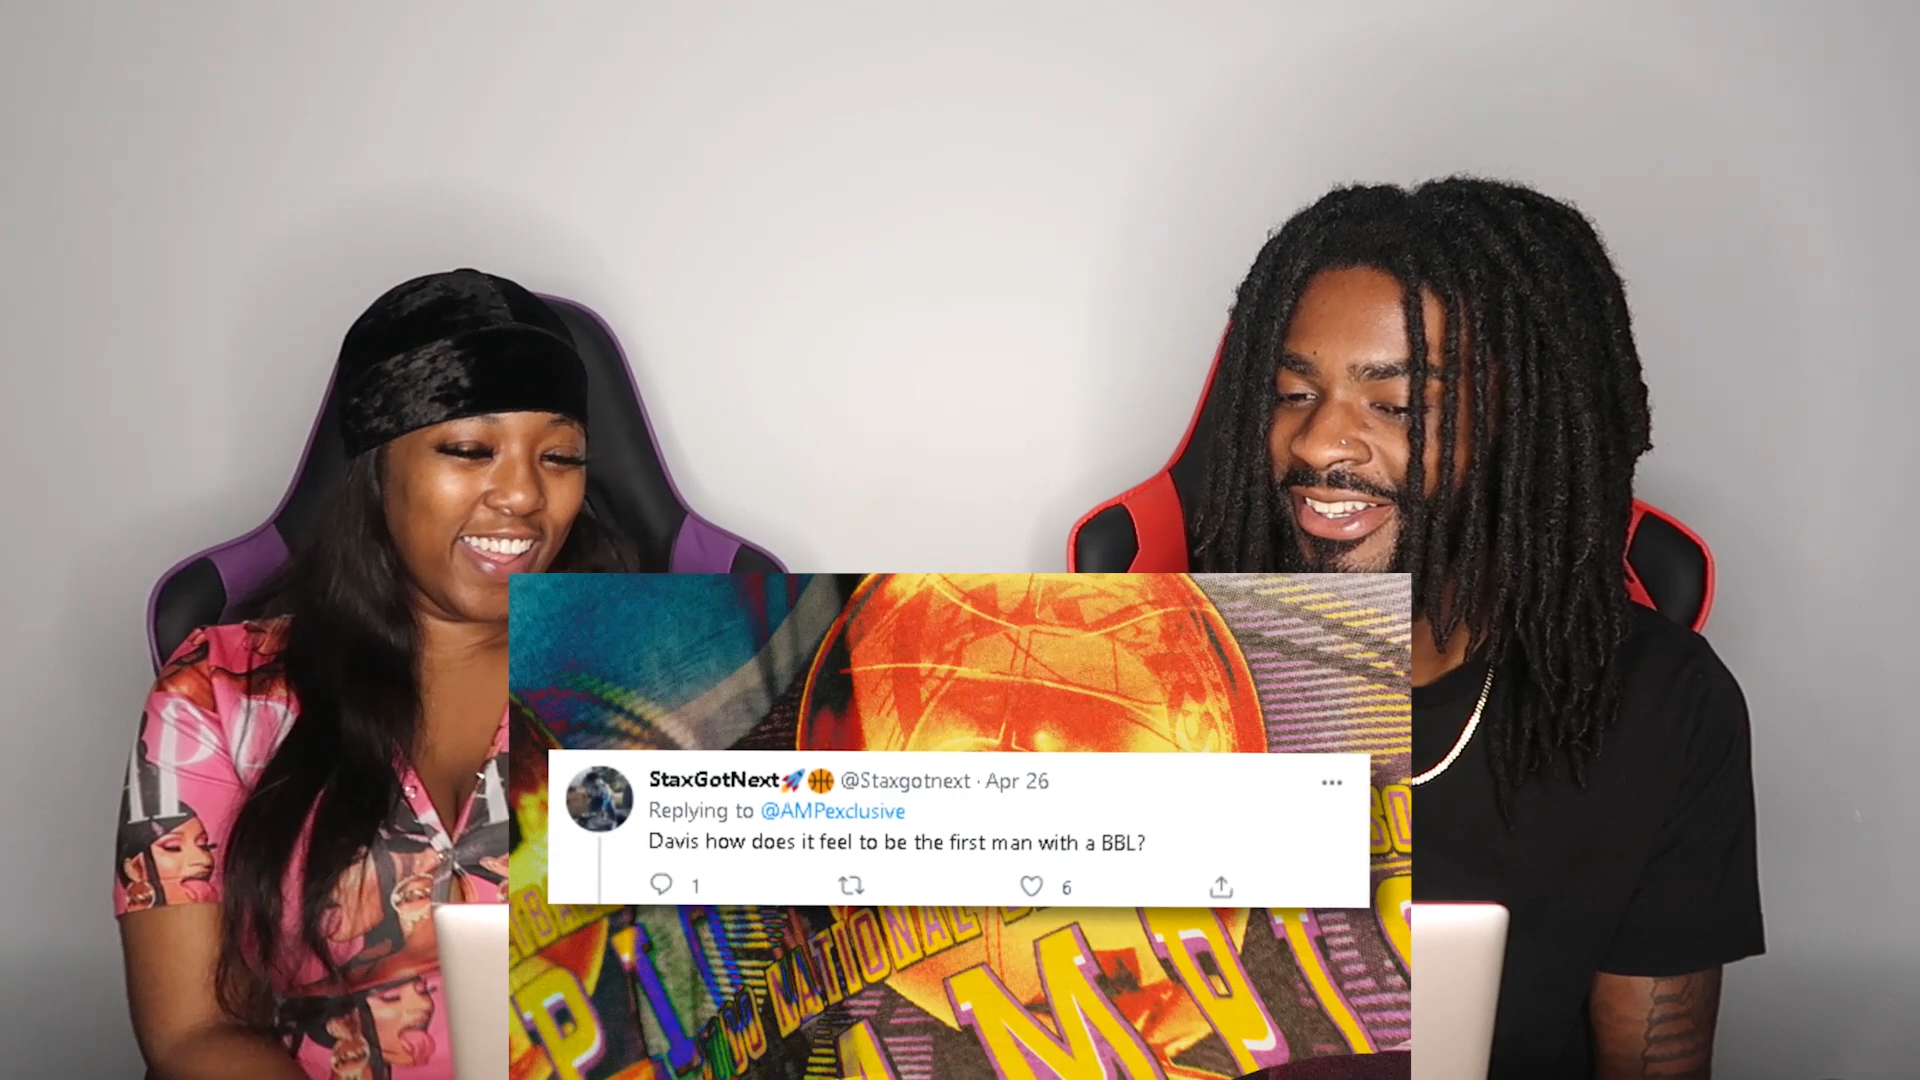 StaxGotNext🚀🏀 @Staxgotnext · Apr 26
Replying to @AMPexclusive
Davis how does it feel to be the first man with a BBL?
1 6
NATIONAL